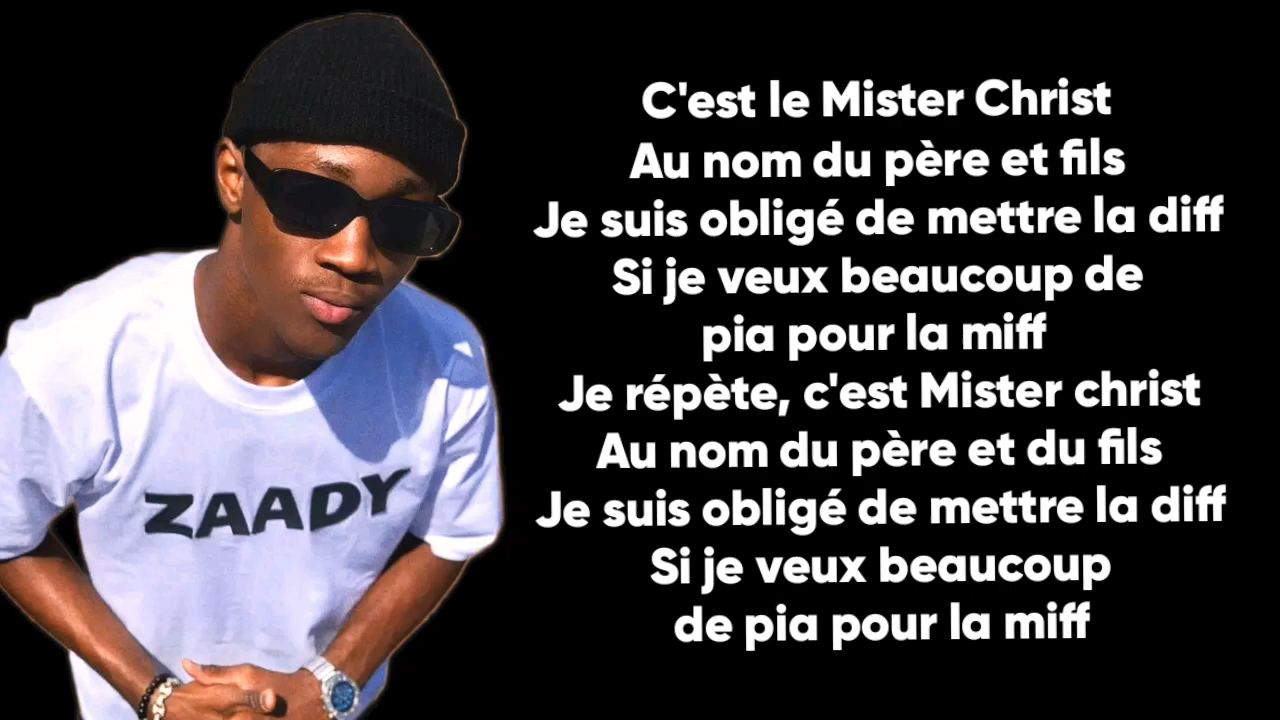 C'est le Mister Christ
Au nom du père et fils
Je suis obligé de mettre la diff
Si je veux beaucoup de
pia pour la miff
Je répète, c'est Mister christ
Au nom du père et du fils
Je suis obligé de mettre la diff
Si je veux beaucoup
de pia pour la miff
ZAADY